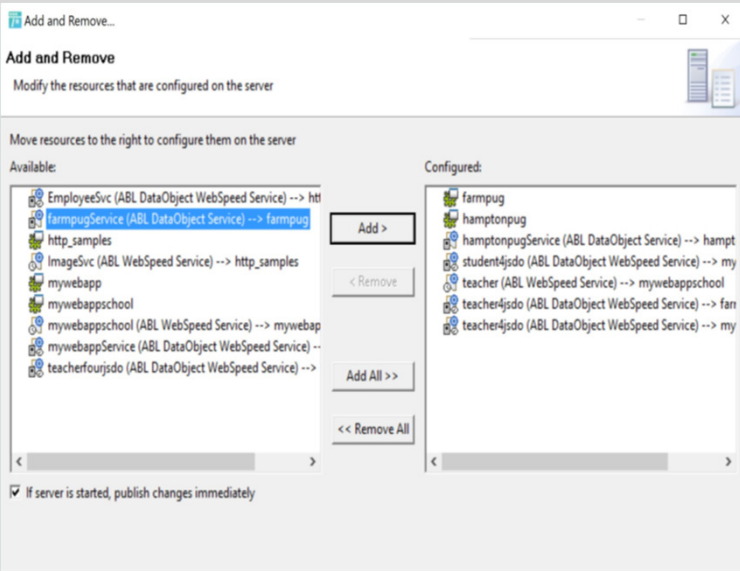 Add and Remove...
Add and Remove
Modify the resources that are configured on the server
Move resources to the right to configure them on the server
Available:
EmployeeSvc (ABL DataObject WebSpeed Service) --> htt
farmpugService (ABL DataObject Service) --> farmpug
http_samples
ImageSvc (ABL WebSpeed Service) --> http_samples
mywebapp
mywebappschool
mywebappschool (ABL WebSpeed Service) --> mywebap
mywebappService (ABL DataObject WebSpeed Service) --
teacherfourjsdo (ABL DataObject WebSpeed Service) -->
Add >
< Remove
Add All >>
<< Remove All
Configured:
farmpug
hamptonpug
hamptonpugService (ABL DataObject Service) --> hampt
student4jsdo (ABL DataObject WebSpeed Service) --> my
teacher (ABL WebSpeed Service) --> mywebappschool
teacher4jsdo (ABL DataObject WebSpeed Service) --> farr
teacher4jsdo (ABL DataObject WebSpeed Service) --> my
If server is started, publish changes immediately